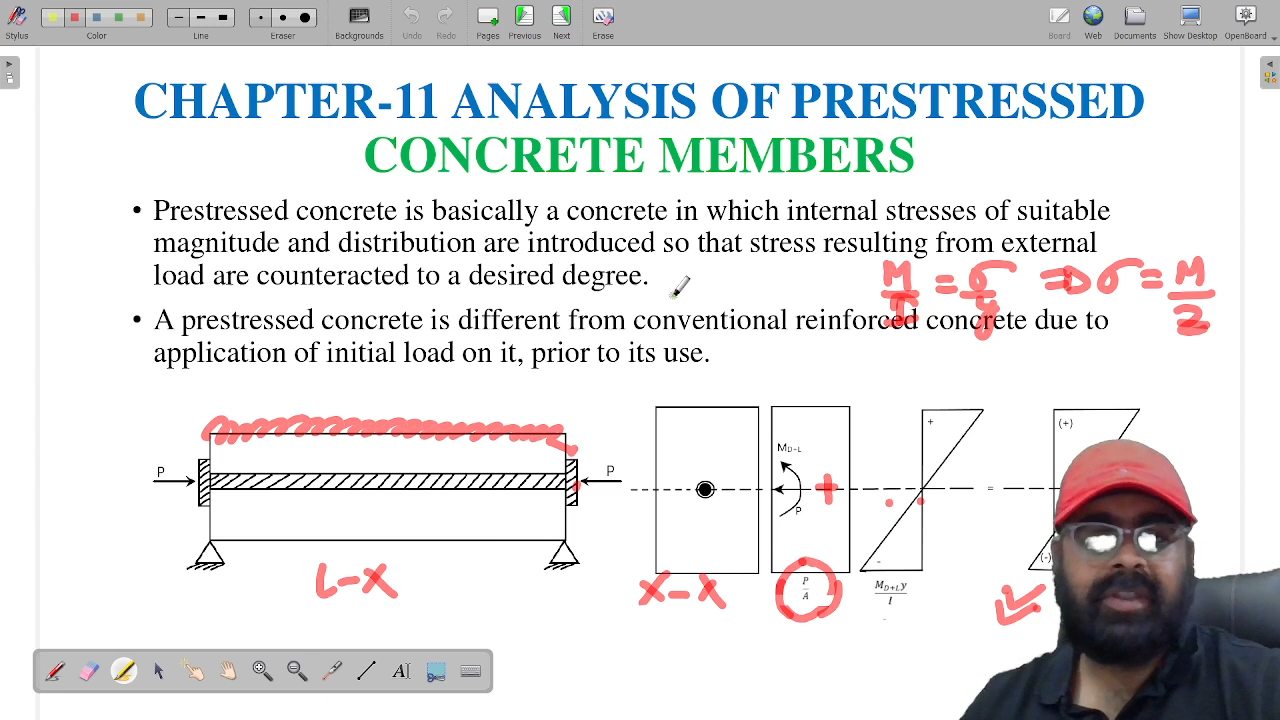 Stylus
Color
Line
Eraser
Backgrounds
Undo
Redo
Pages
Previous
Next
Erase
Board
Web
Documents
Show Desktop
OpenBoard
CHAPTER-11 ANALYSIS OF PRESTRESSED
CONCRETE MEMBERS
• Prestressed concrete is basically a concrete in which internal stresses of suitable
magnitude and distribution are introduced so that stress resulting from external
load are counteracted to a desired degree.
M/I = σ/y ⇒ σ = M/Z
• A prestressed concrete is different from conventional reinforced concrete due to
application of initial load on it, prior to its use.
P
P
L-X
X-X
M D+L
P
+
P/A
+
-
M D+L y / I
=
(+)
(-)